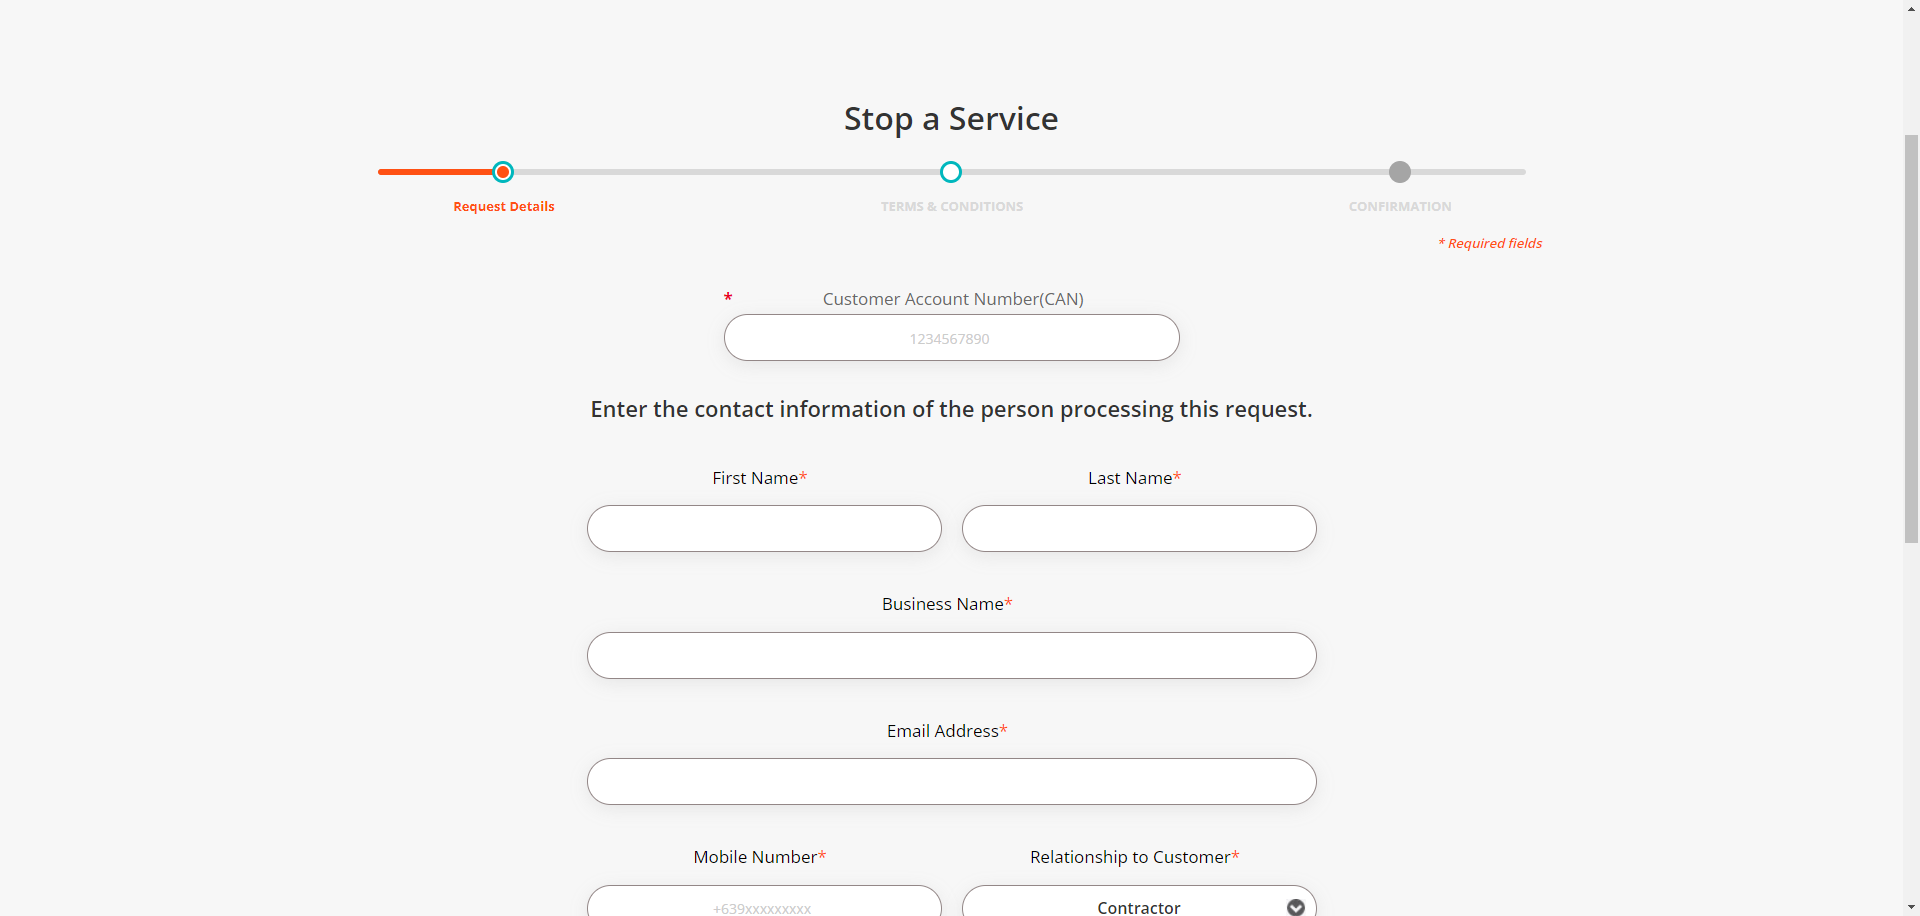 Stop a Service
Request Details
TERMS & CONDITIONS
CONFIRMATION
* Required fields
* Customer Account Number(CAN)
1234567890
Enter the contact information of the person processing this request.
First Name*
Last Name*
Business Name*
Email Address*
Mobile Number*
Relationship to Customer*
+639xxxxxxxxx
Contractor